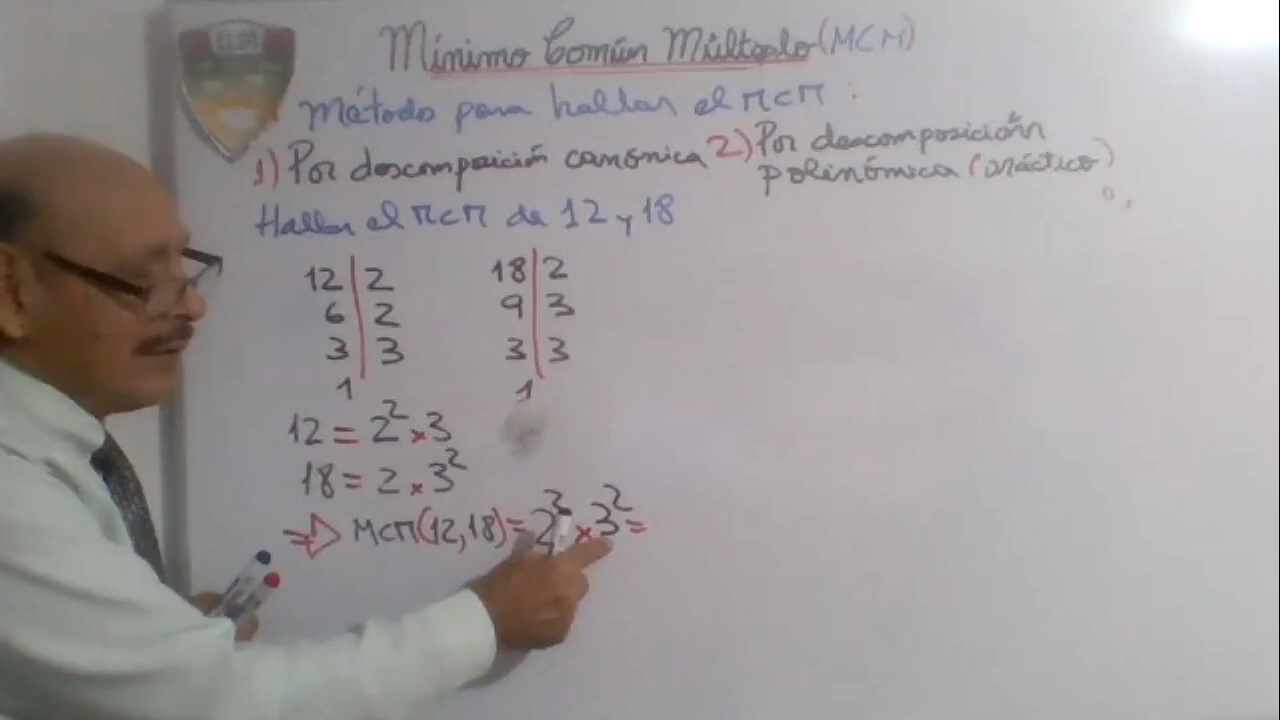 ELIM
Mínimo Común Múltiplo (MCM)
Método para hallar el MCM :
1) Por descomposición canónica
2) Por descomposición
polinómica (práctico)
Hallar el MCM de 12 y 18
12 | 2
6 | 2
3 | 3
1
18 | 2
9 | 3
3 | 3
1
12 = 2² × 3
18 = 2 × 3²
⇒ MCM(12,18) = 2² × 3² =